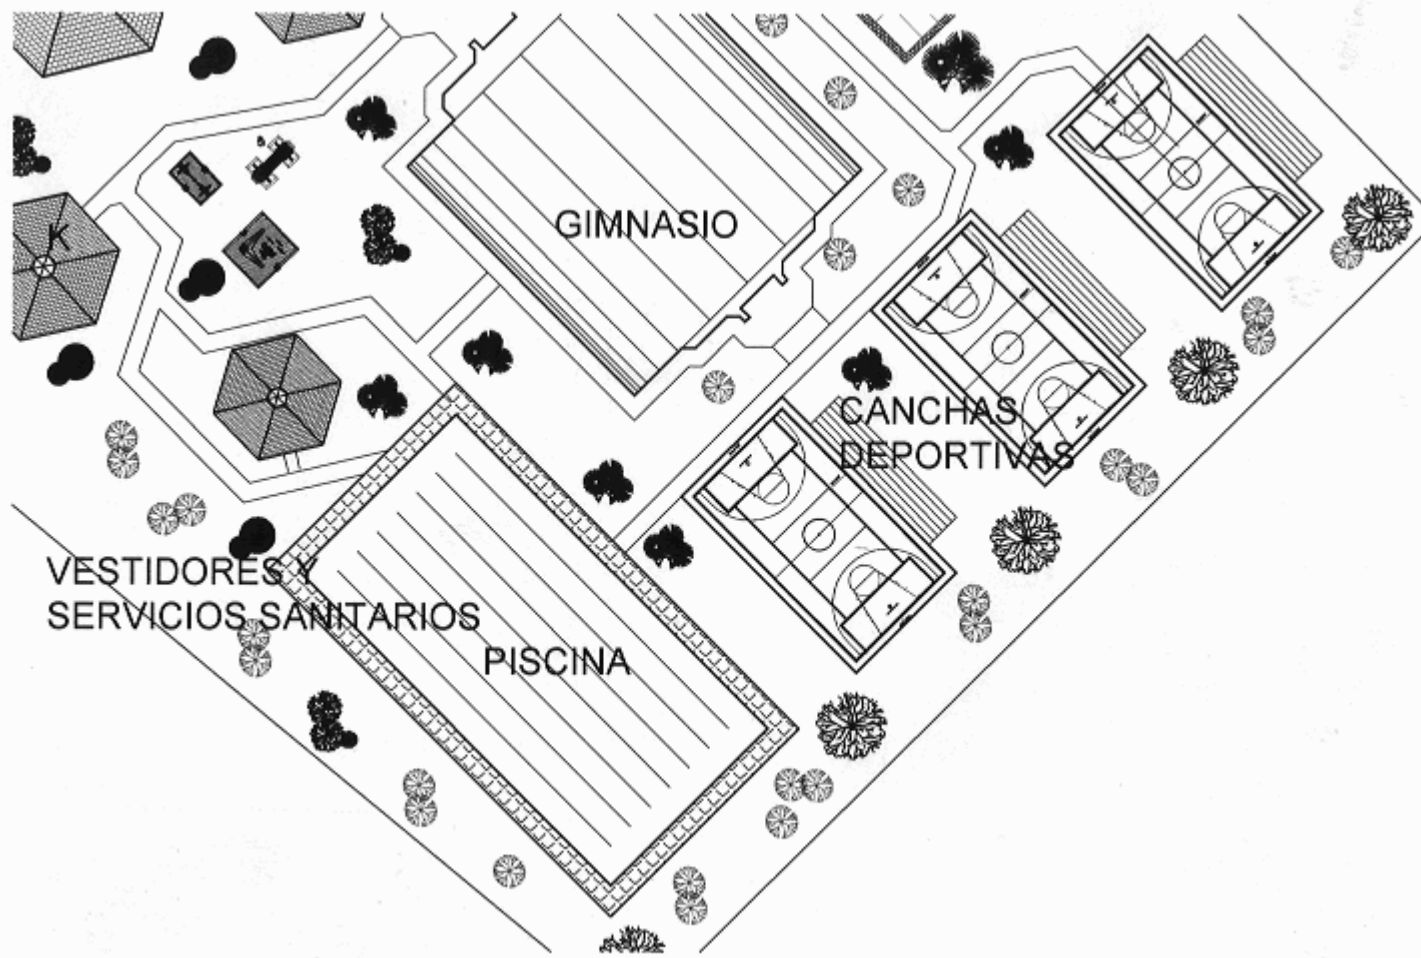 GIMNASIO
K
CANCHAS
DEPORTIVAS
VESTIDORES Y
SERVICIOS SANITARIOS
PISCINA